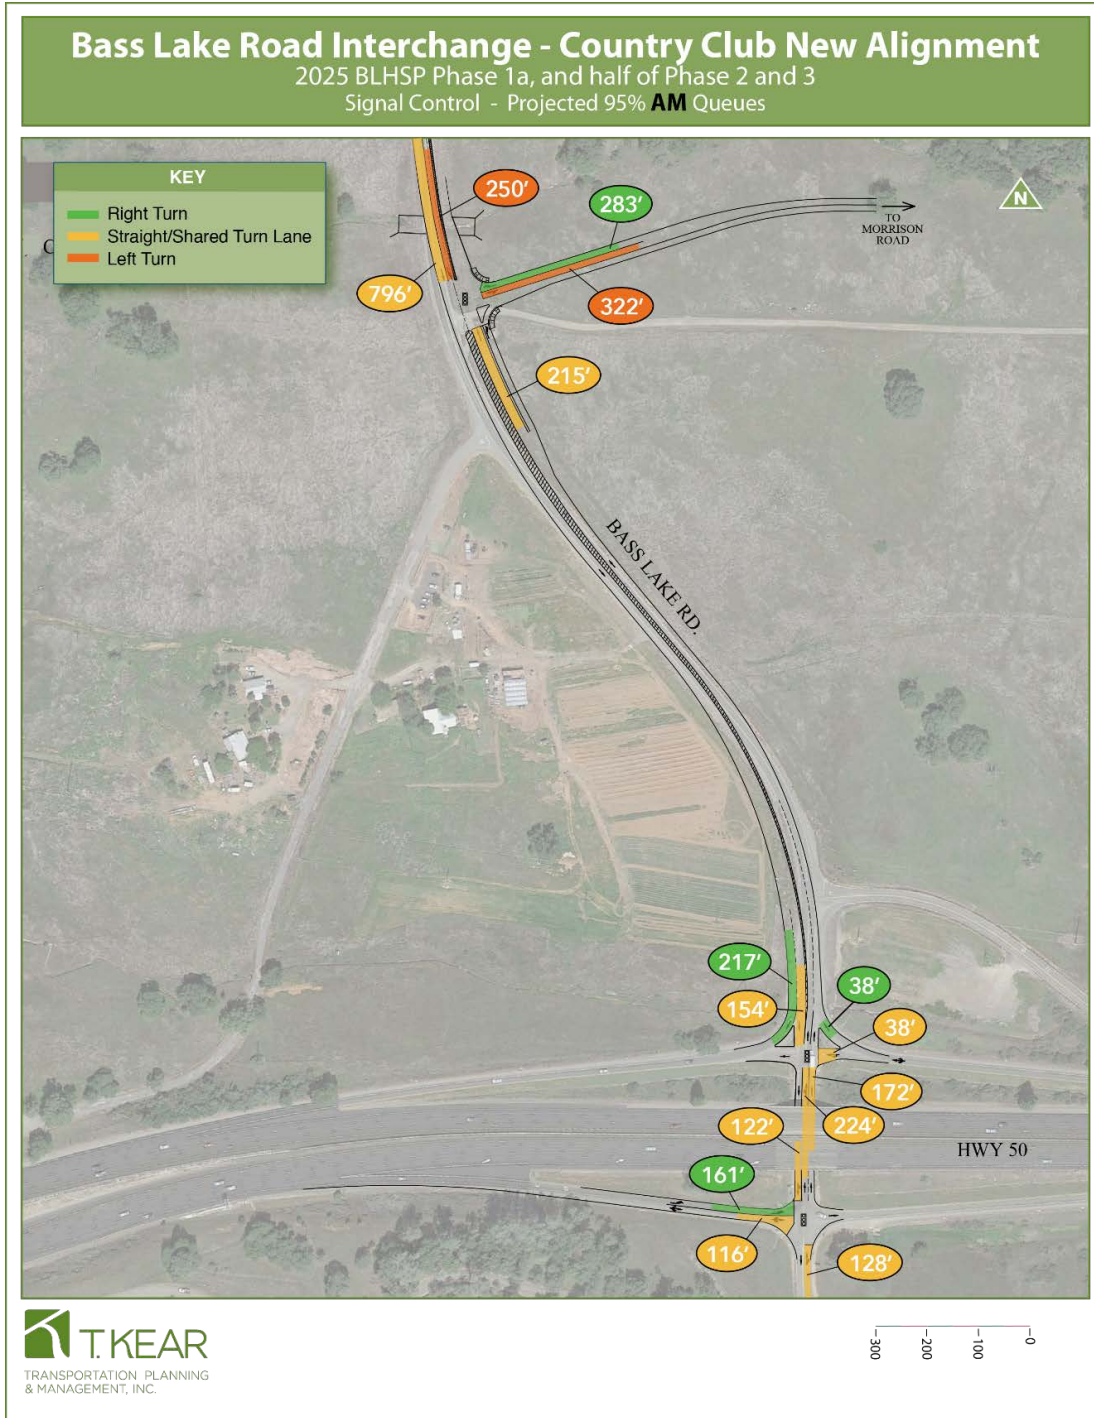 Bass Lake Road Interchange - Country Club New Alignment
2025 BLHSP Phase 1a, and half of Phase 2 and 3
Signal Control - Projected 95% AM Queues
KEY
Right Turn
Straight/Shared Turn Lane
Left Turn
C
250'
283'
N
TO
MORRISON
ROAD
796'
322'
215'
BASS LAKE RD.
217'
38'
154'
38'
172'
122'
224'
HWY 50
161'
116'
128'
T.KEAR
TRANSPORTATION PLANNING
& MANAGEMENT, INC.
300
200
100
0